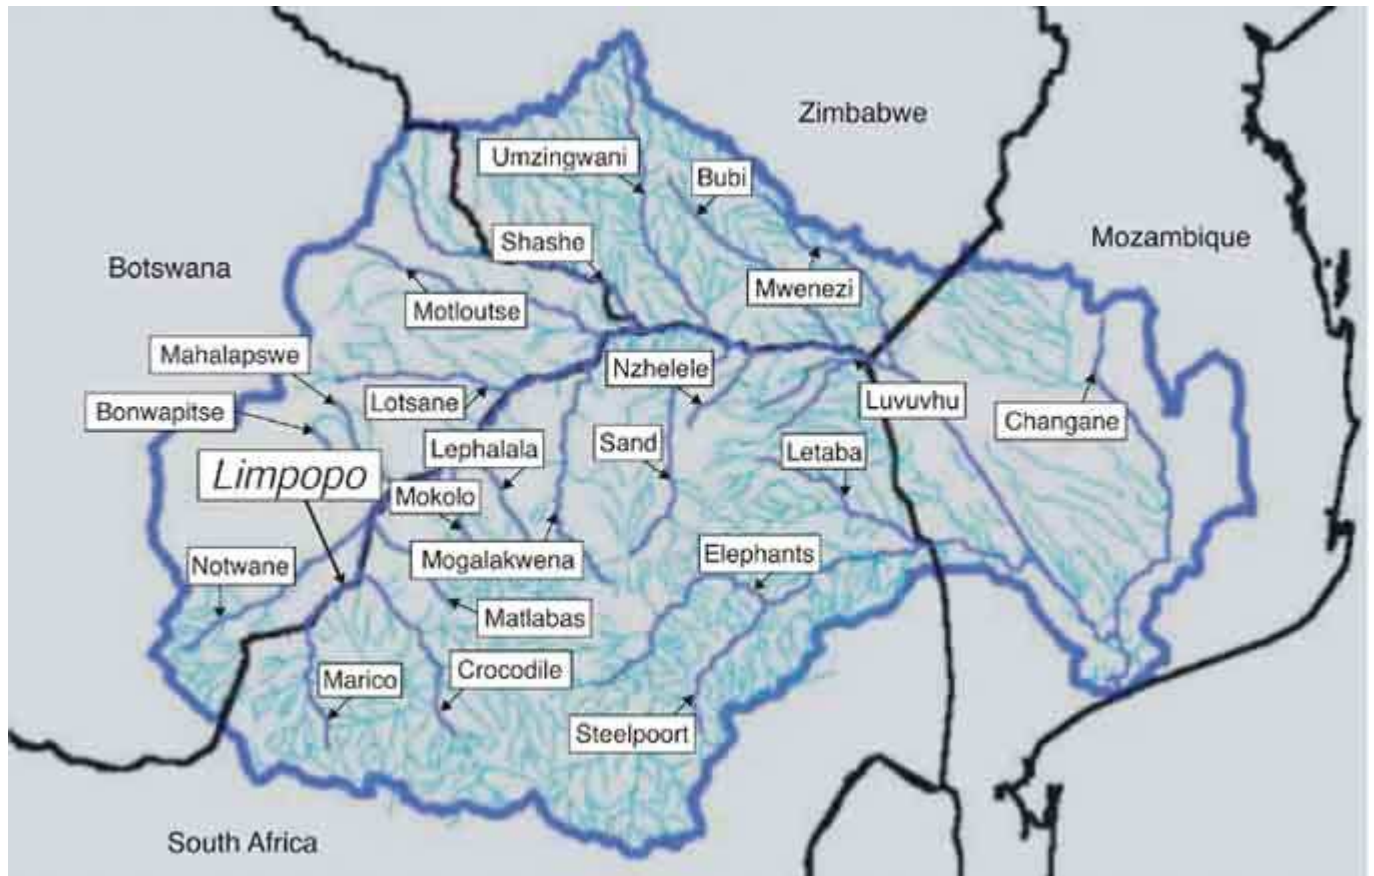 Zimbabwe
Umzingwani
Bubi
Shashe
Mozambique
Botswana
Mwenezi
Motloutse
Mahalapswe
Nzhelele
Lotsane
Luvuvhu
Bonwapitse
Changane
Lephalala
Sand
Letaba
Limpopo
Mokolo
Elephants
Mogalakwena
Notwane
Matlabas
Crocodile
Marico
Steelpoort
South Africa